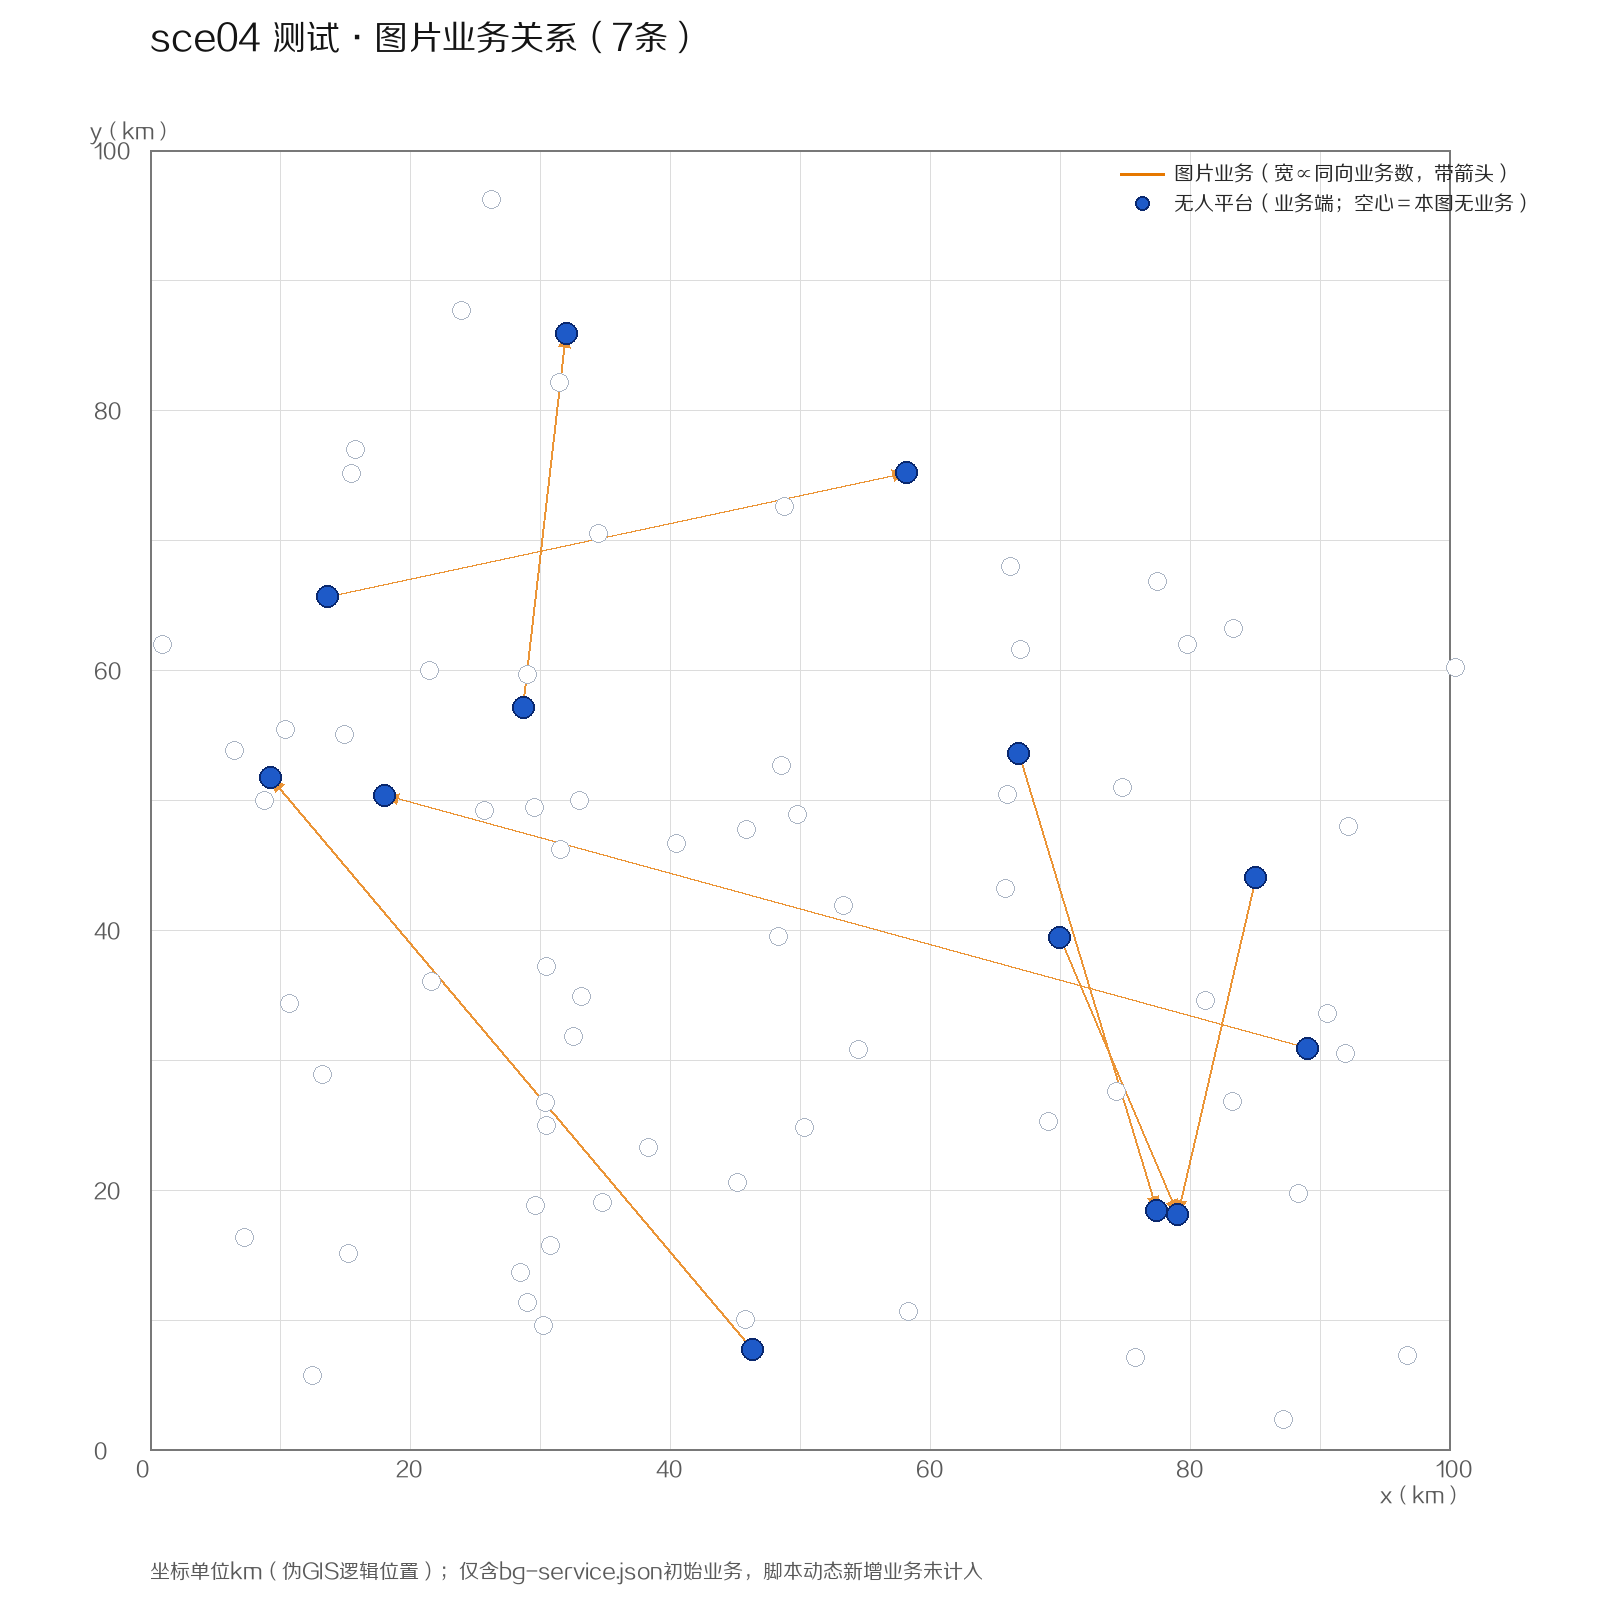 sce04 测试·图片业务关系（7条）
y（km）
100
图片业务（宽∝同向业务数，带箭头）
无人平台（业务端；空心＝本图无业务）
80
60
40
20
0
0 20 40 60 80 100
x（km）
坐标单位km（伪GIS逻辑位置）；仅含bg-service.json初始业务，脚本动态新增业务未计入